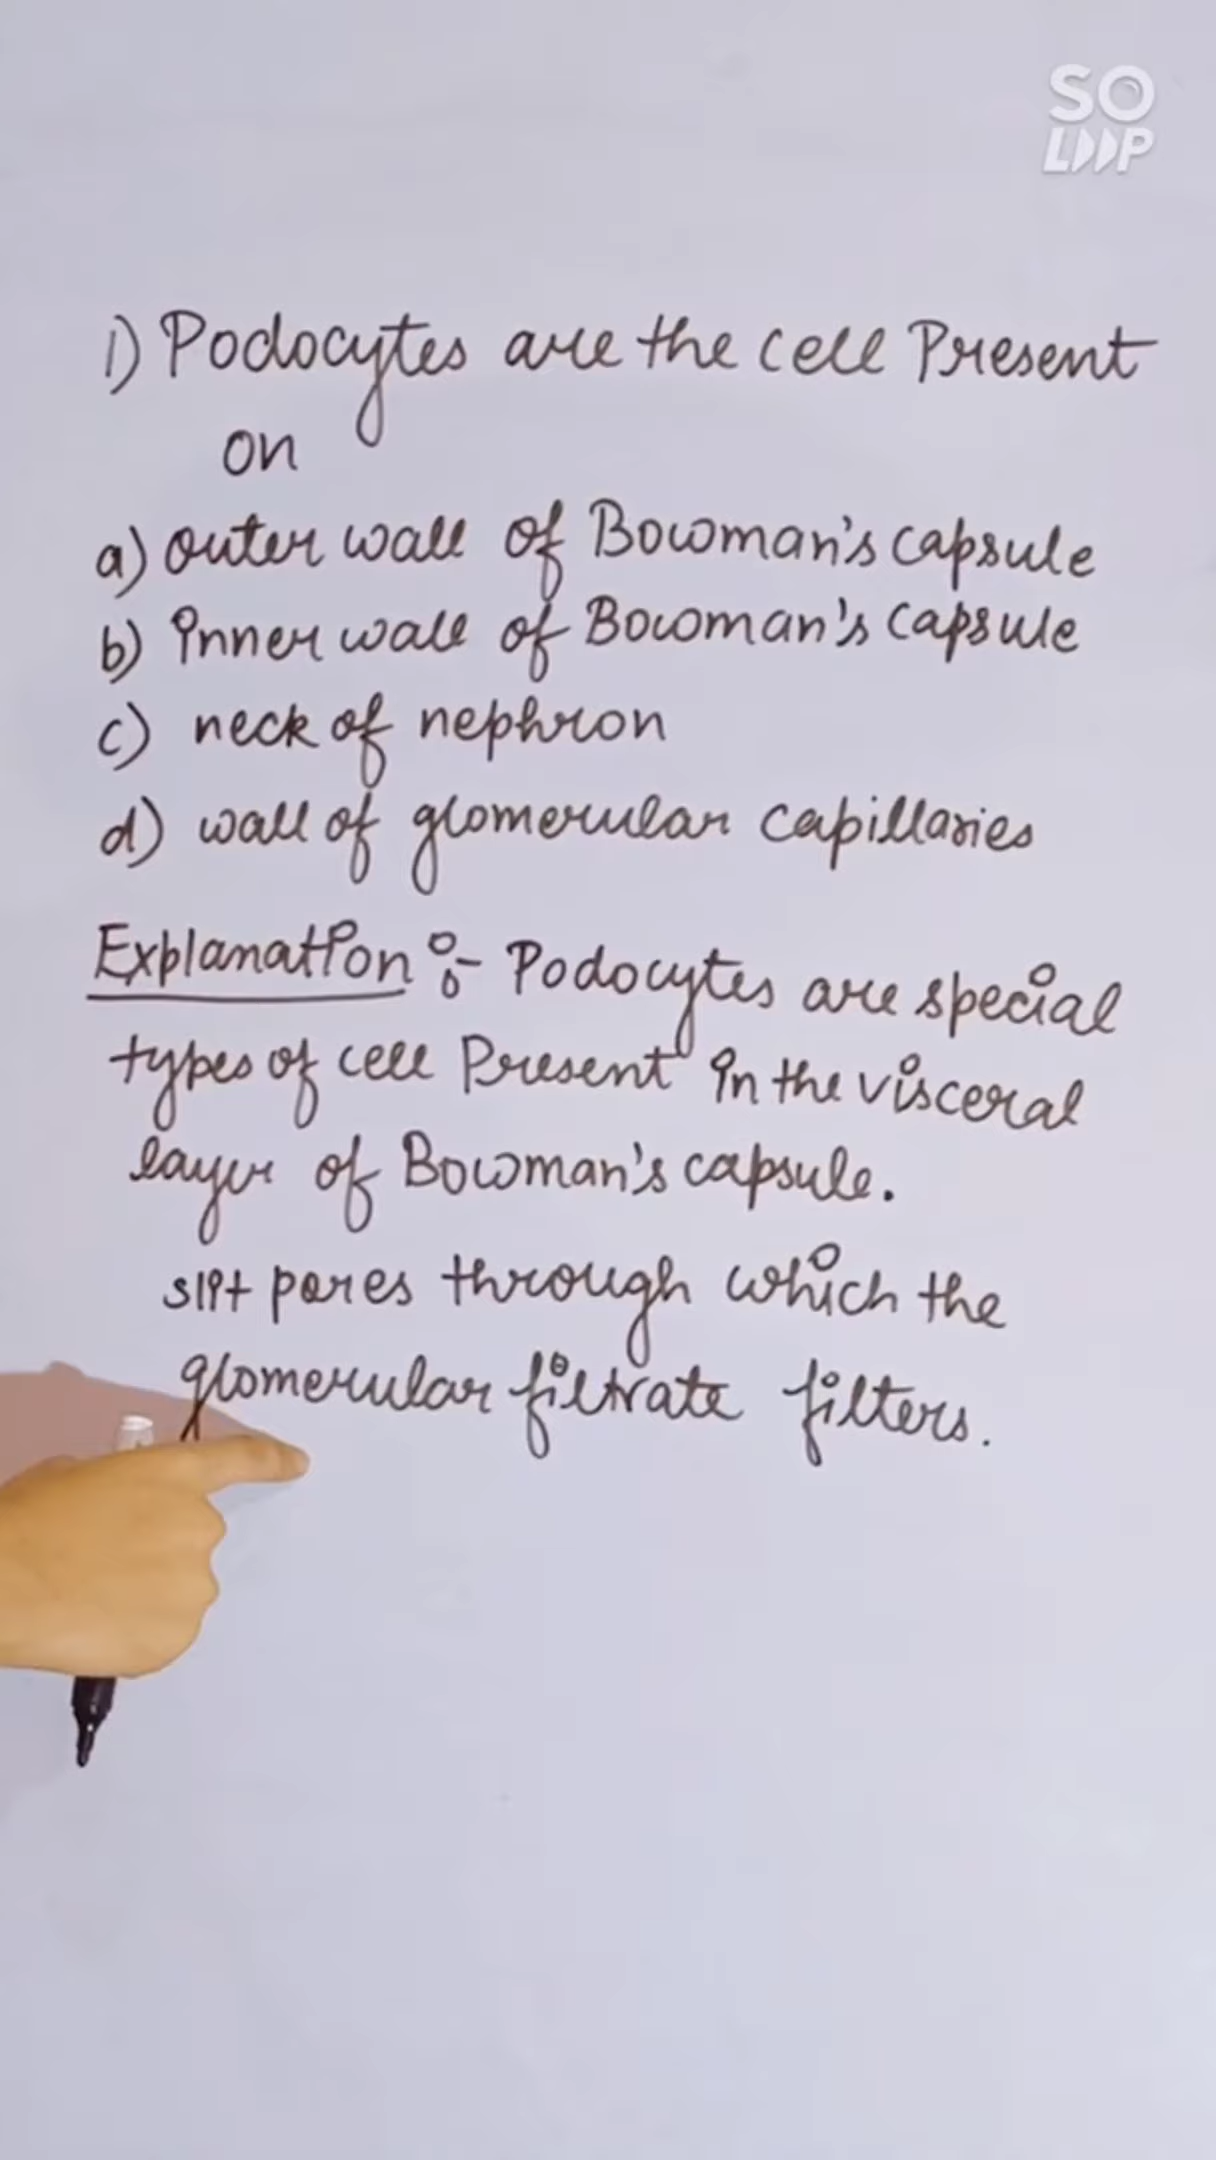 SO
LOOP
1) Podocytes are the cell Present
on
a) outer wall of Bowman's capsule
b) inner wall of Bowman's capsule
c) neck of nephron
d) wall of glomerular capillaries
Explanation :- Podocytes are special
types of cell Present in the visceral
layer of Bowman's capsule.
slit pores through which the
glomerular filtrate filters.